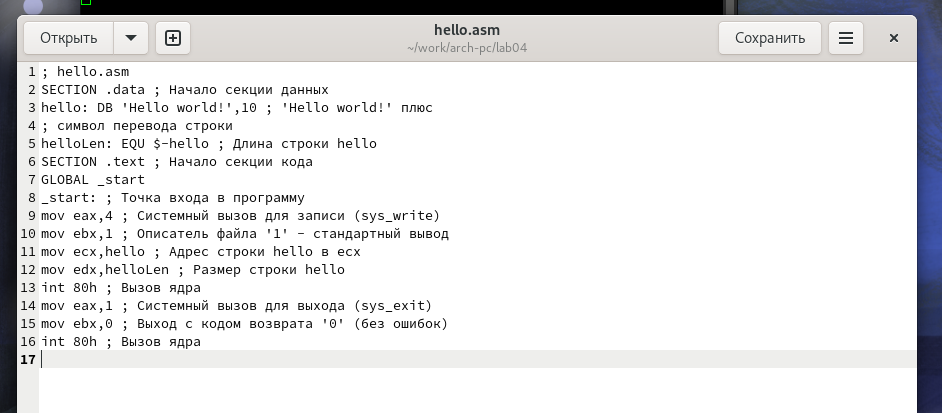 Открыть
hello.asm
~/work/arch-pc/lab04
Сохранить
1 ; hello.asm
2 SECTION .data ; Начало секции данных
3 hello: DB 'Hello world!',10 ; 'Hello world!' плюс
4 ; символ перевода строки
5 helloLen: EQU $-hello ; Длина строки hello
6 SECTION .text ; Начало секции кода
7 GLOBAL _start
8 _start: ; Точка входа в программу
9 mov eax,4 ; Системный вызов для записи (sys_write)
10 mov ebx,1 ; Описатель файла '1' - стандартный вывод
11 mov ecx,hello ; Адрес строки hello в ecx
12 mov edx,helloLen ; Размер строки hello
13 int 80h ; Вызов ядра
14 mov eax,1 ; Системный вызов для выхода (sys_exit)
15 mov ebx,0 ; Выход с кодом возврата '0' (без ошибок)
16 int 80h ; Вызов ядра
17